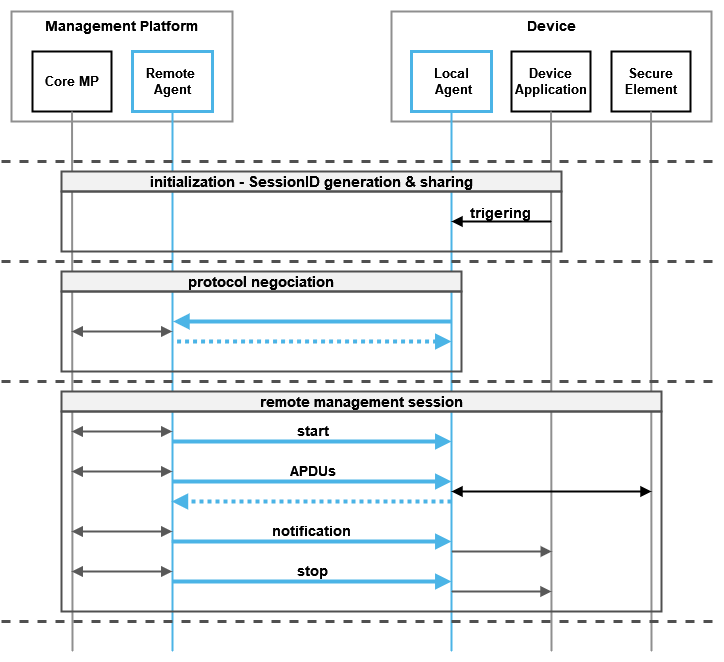 Management Platform
Device
Core MP
Remote
Agent
Local
Agent
Device
Application
Secure
Element
initialization - SessionID generation & sharing
trigering
protocol negociation
remote management session
start
APDUs
notification
stop